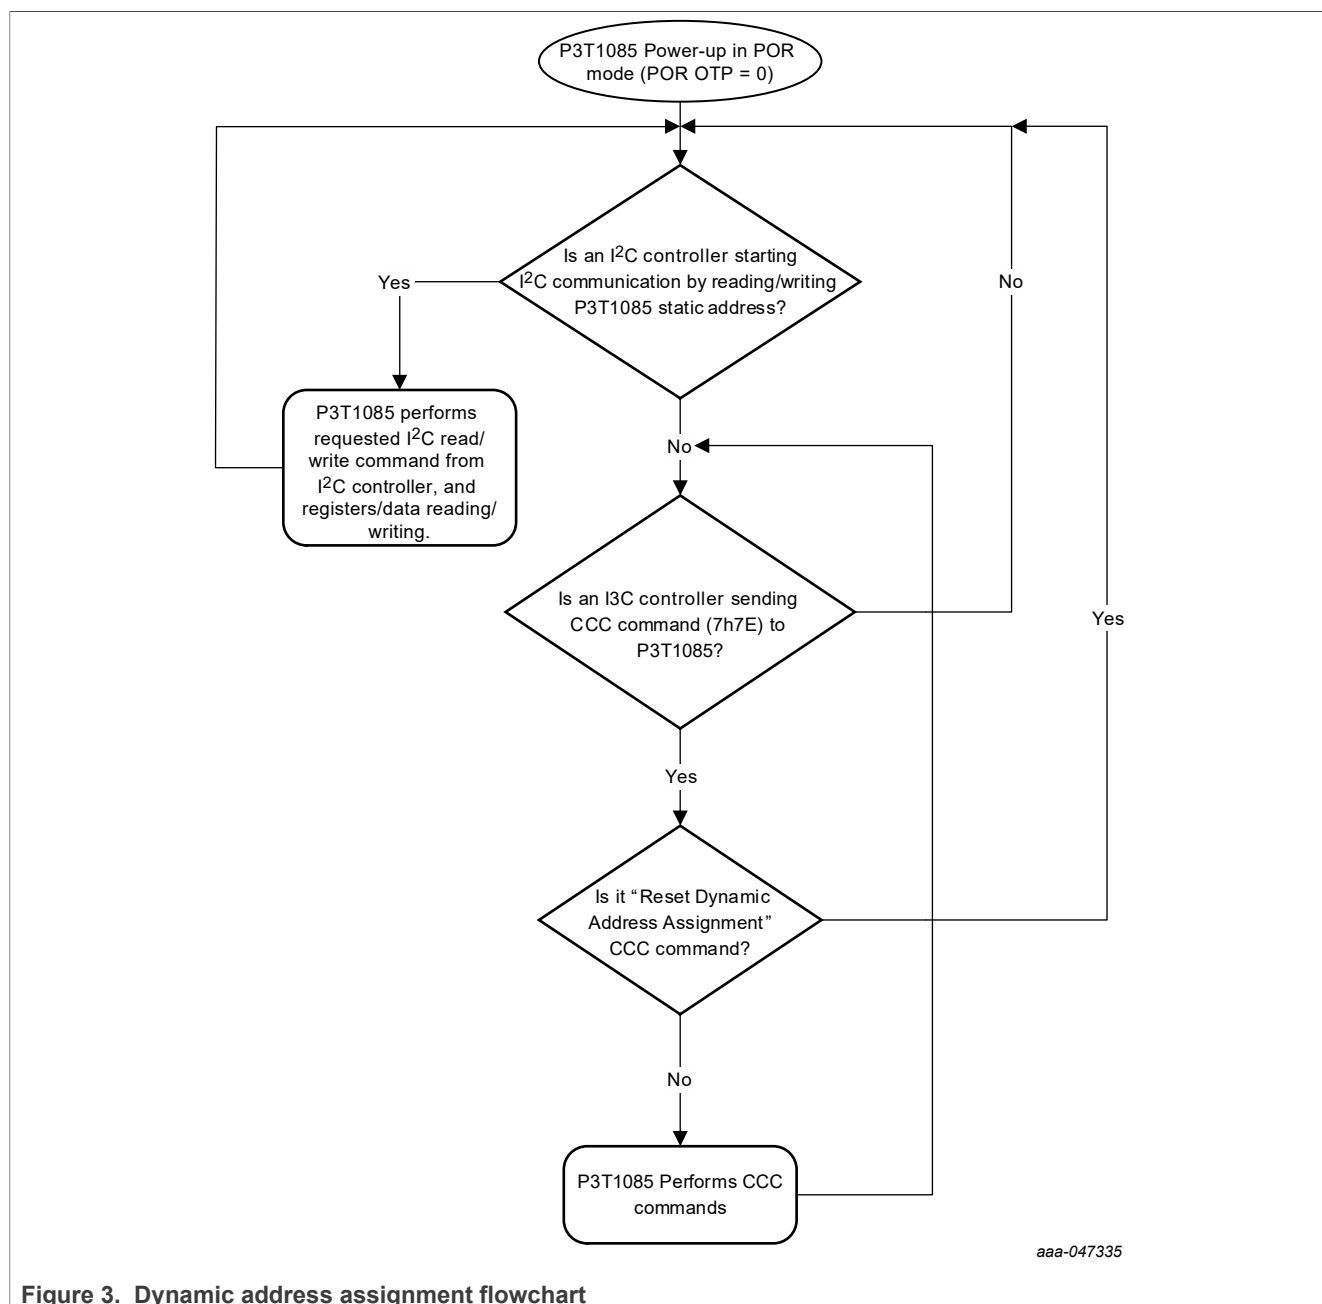 P3T1085 Power-up in POR
mode (POR OTP = 0)
Is an I²C controller starting
I²C communication by reading/writing
P3T1085 static address?
Yes
No
P3T1085 performs
requested I²C read/
write command from
I²C controller, and
registers/data reading/
writing.
No
Is an I3C controller sending
CCC command (7h7E) to
P3T1085?
Yes
Yes
Is it “Reset Dynamic
Address Assignment”
CCC command?
No
P3T1085 Performs CCC
commands
aaa-047335
Figure 3. Dynamic address assignment flowchart